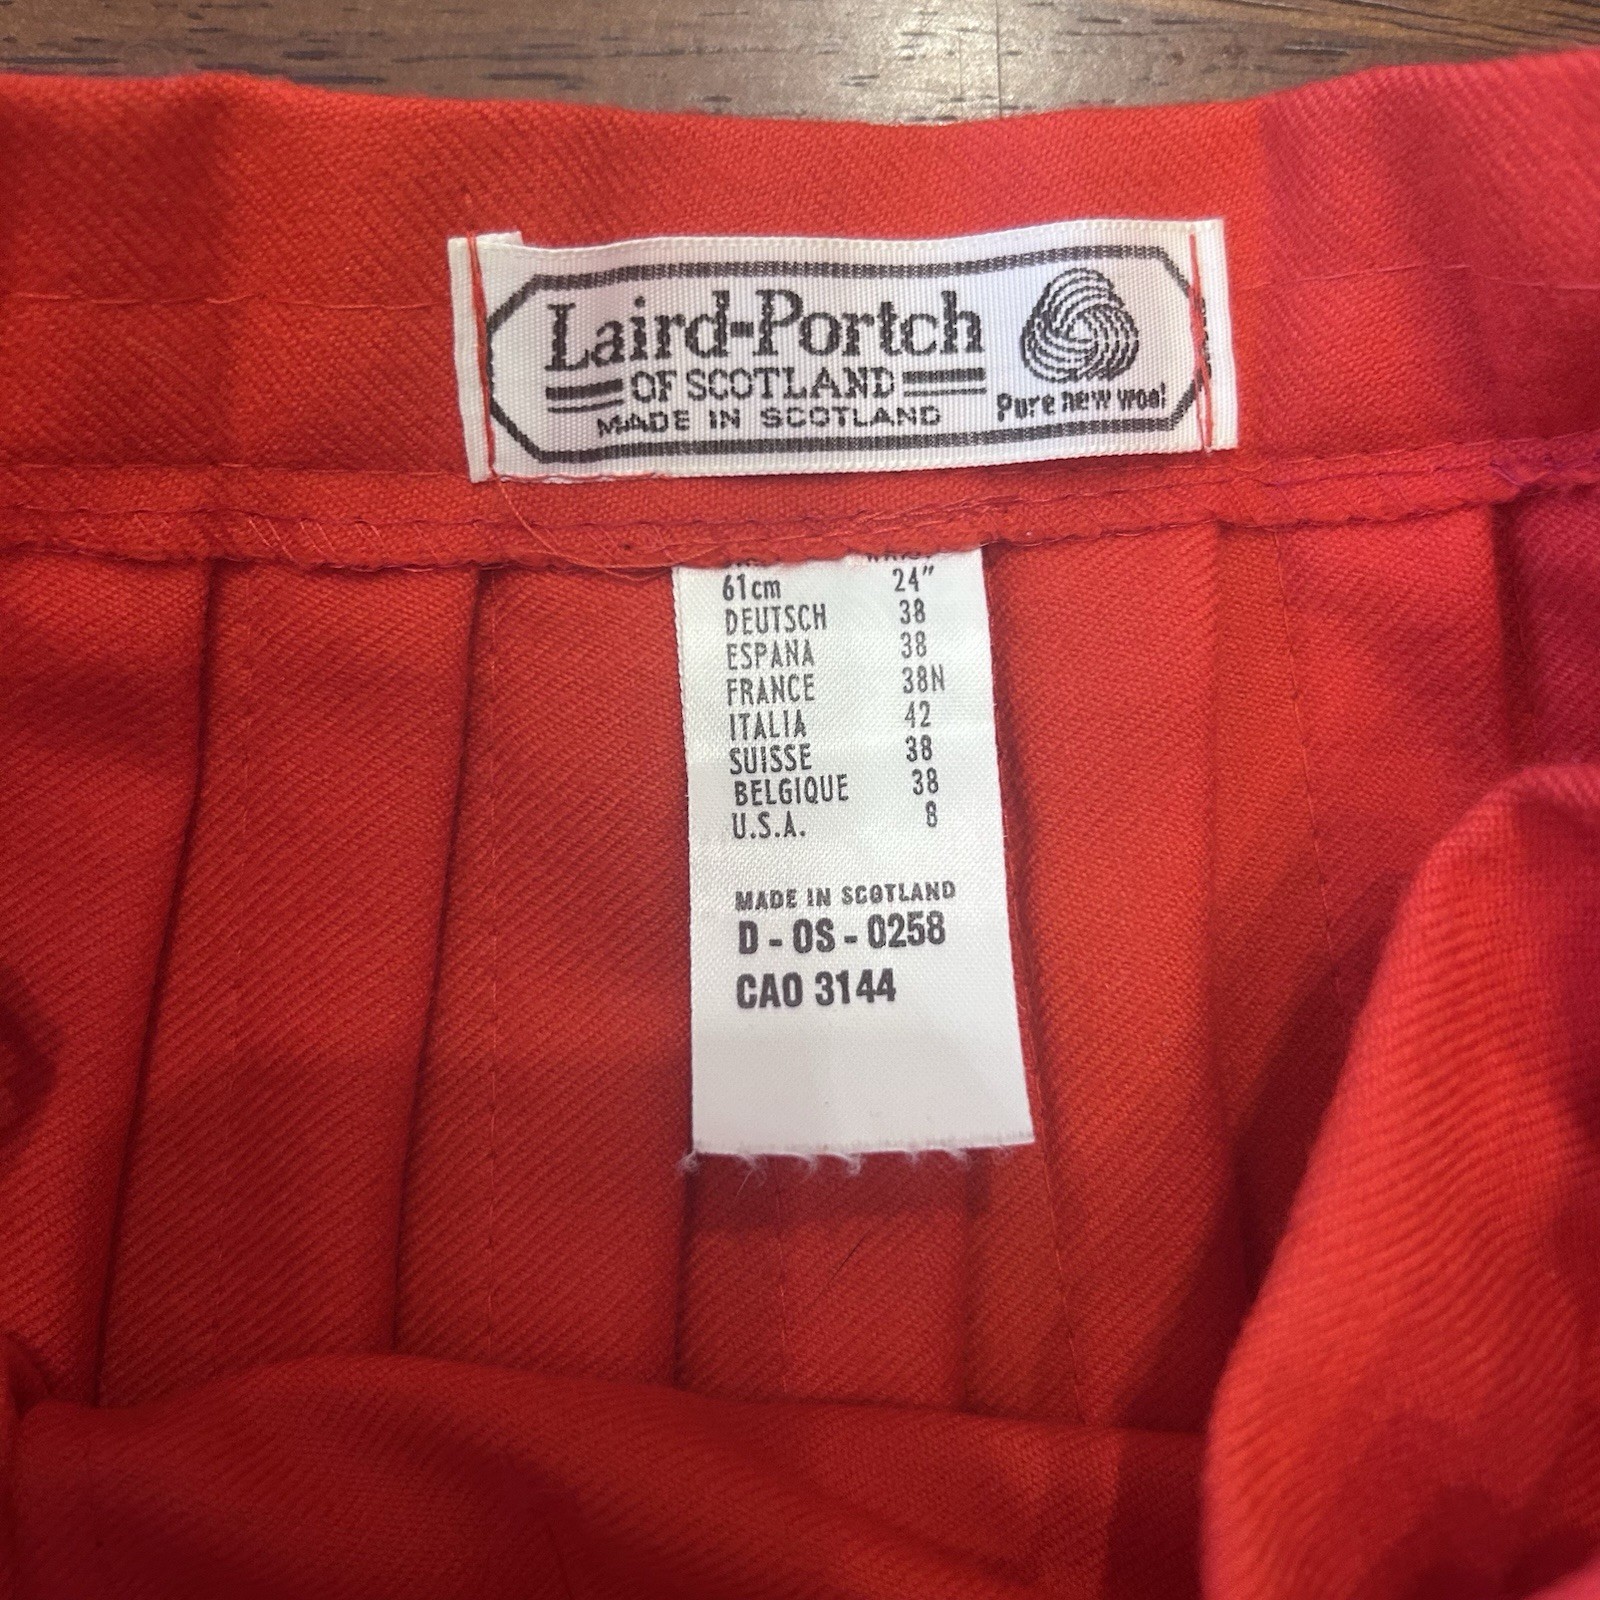 Laird-Portch
OF SCOTLAND
MADE IN SCOTLAND
Pure new wool
61cm 24"
DEUTSCH 38
ESPANA 38
FRANCE 38N
ITALIA 42
SUISSE 38
BELGIQUE 38
U.S.A. 8
MADE IN SCOTLAND
D - OS - 0258
CAO 3144